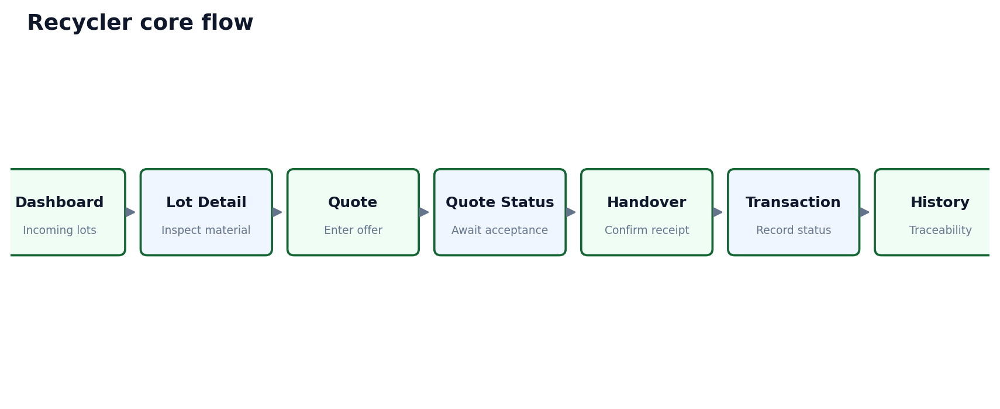 Recycler core flow
Dashboard
Incoming lots
Lot Detail
Inspect material
Quote
Enter offer
Quote Status
Await acceptance
Handover
Confirm receipt
Transaction
Record status
History
Traceability